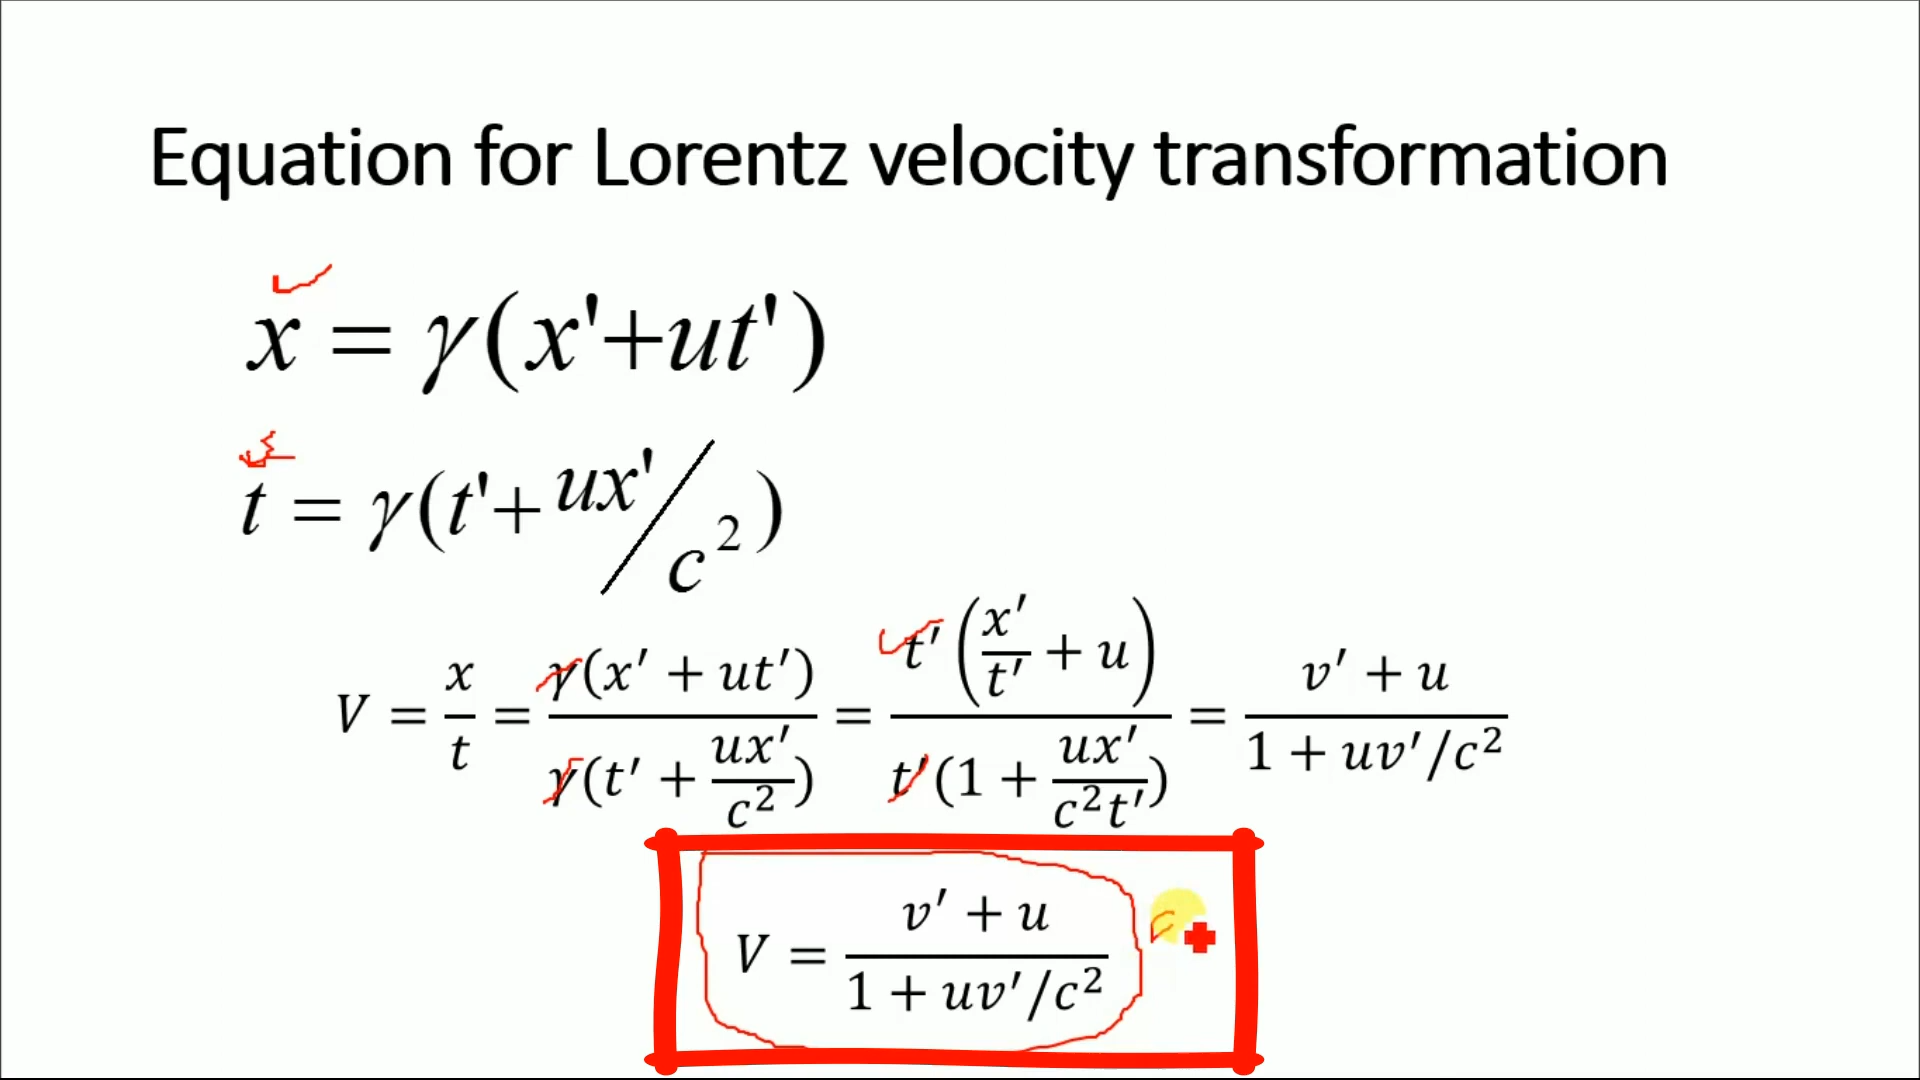 Equation for Lorentz velocity transformation
x = γ(x'+ut')
t = γ(t'+ux'/c²)
V = x/t = γ(x′ + ut′)/γ(t′ + ux′/c²) = t′(x′/t′ + u)/t′(1 + ux′/c²t′) = v′ + u/1 + uv′/c²
V = v′ + u/1 + uv′/c²